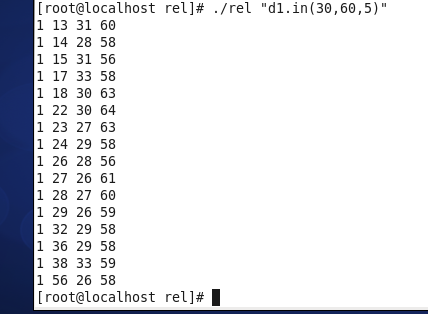 [root@localhost rel]# ./rel "d1.in(30,60,5)"
1 13 31 60
1 14 28 58
1 15 31 56
1 17 33 58
1 18 30 63
1 22 30 64
1 23 27 63
1 24 29 58
1 26 28 56
1 27 26 61
1 28 27 60
1 29 26 59
1 32 29 58
1 36 29 58
1 38 33 59
1 56 26 58
[root@localhost rel]#